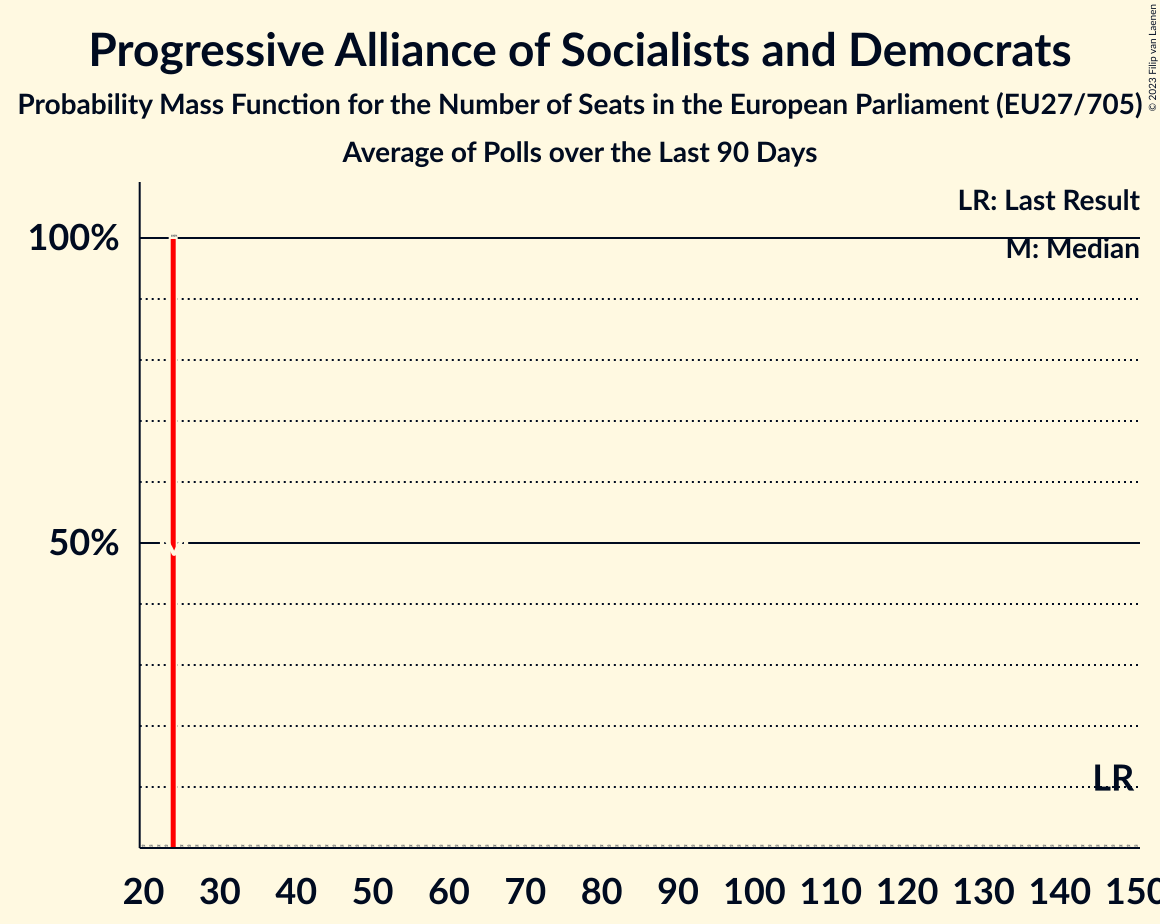 Progressive Alliance of Socialists and Democrats
Probability Mass Function for the Number of Seats in the European Parliament (EU27/705)
Average of Polls over the Last 90 Days
© 2023 Filip van Laenen
LR: Last Result
M: Median
100%
50%
LR
20 30 40 50 60 70 80 90 100 110 120 130 140 150